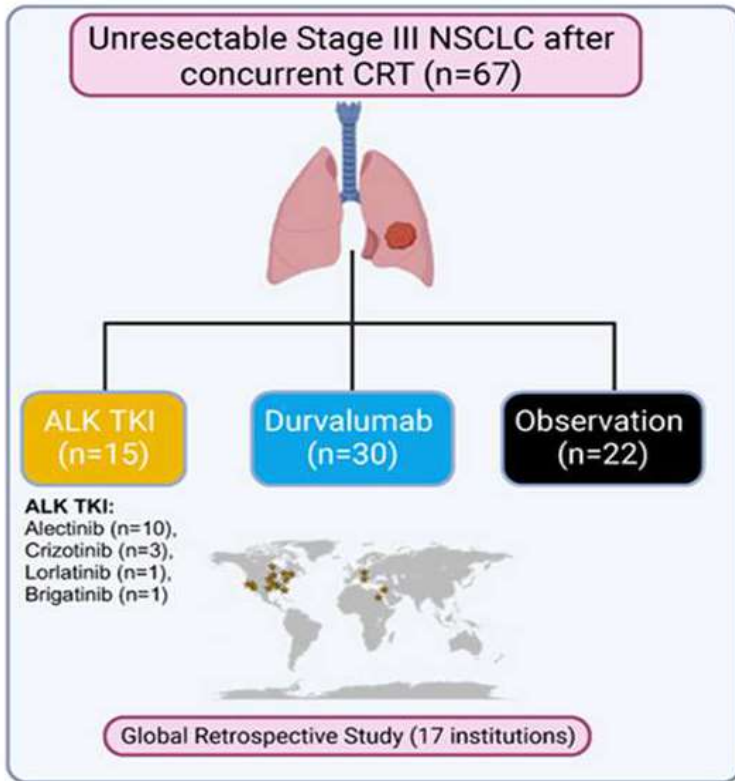 Unresectable Stage III NSCLC after
concurrent CRT (n=67)
ALK TKI
(n=15)
Durvalumab
(n=30)
Observation
(n=22)
ALK TKI:
Alectinib (n=10),
Crizotinib (n=3),
Lorlatinib (n=1),
Brigatinib (n=1)
Global Retrospective Study (17 institutions)